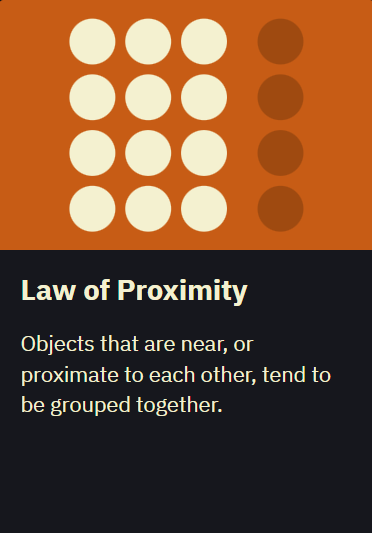 Law of Proximity
Objects that are near, or
proximate to each other, tend to
be grouped together.